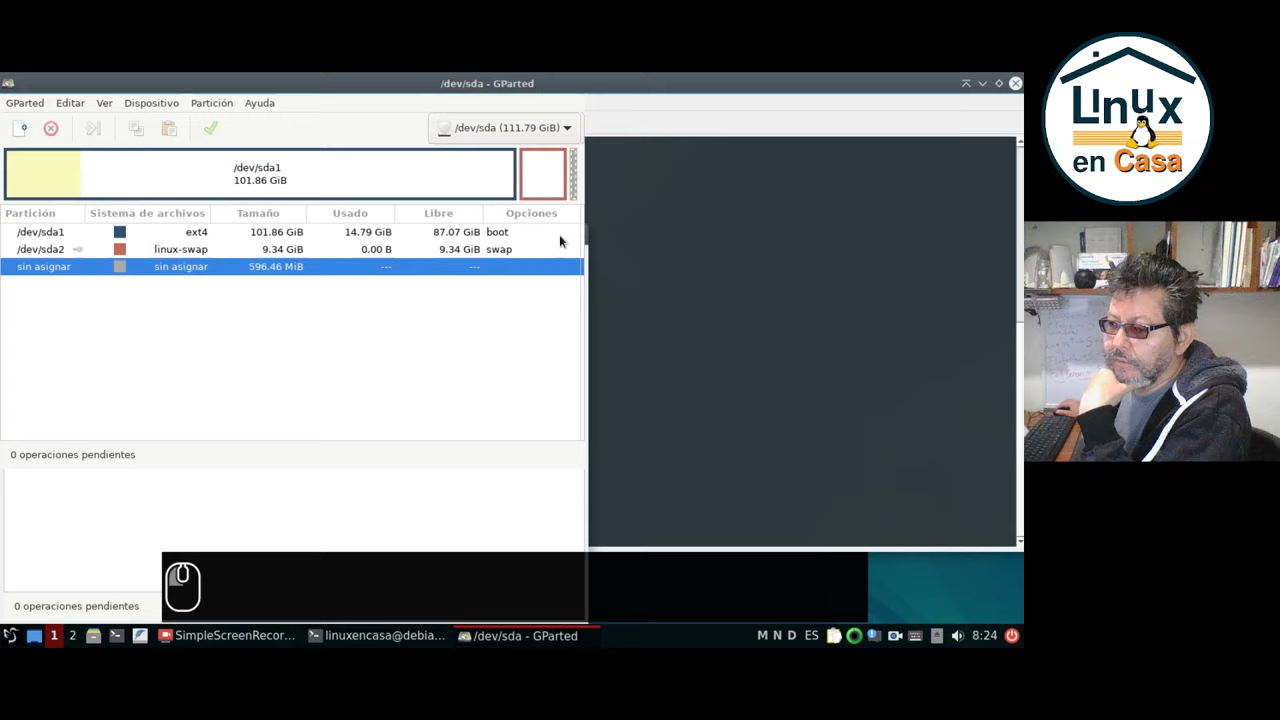 /dev/sda - GParted
GParted Editar Ver Dispositivo Partición Ayuda
/dev/sda (111.79 GiB)
/dev/sda1
101.86 GiB
Partición Sistema de archivos Tamaño Usado Libre Opciones
/dev/sda1 ext4 101.86 GiB 14.79 GiB 87.07 GiB boot
/dev/sda2 linux-swap 9.34 GiB 0.00 B 9.34 GiB swap
sin asignar sin asignar 596.46 MiB --- ---
0 operaciones pendientes
0 operaciones pendientes
1 2 SimpleScreenRecor... linuxencasa@debia... /dev/sda - GParted M N D ES 8:24
Linux
en Casa